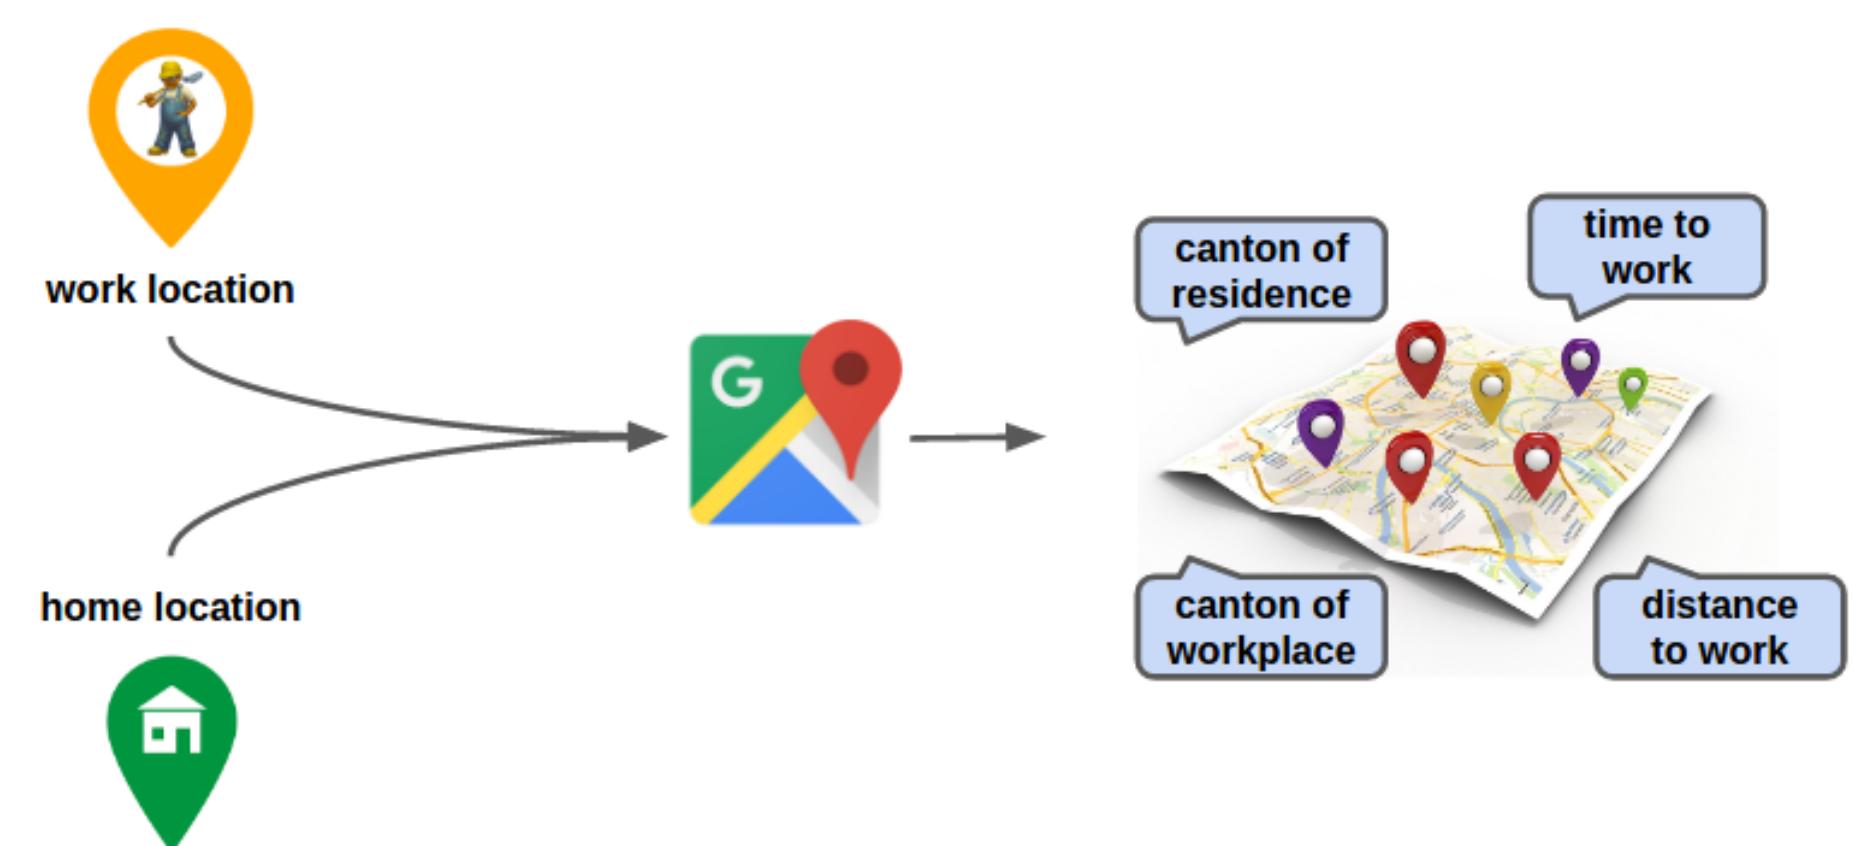 work location
home location
G
canton of
residence
time to
work
canton of
workplace
distance
to work